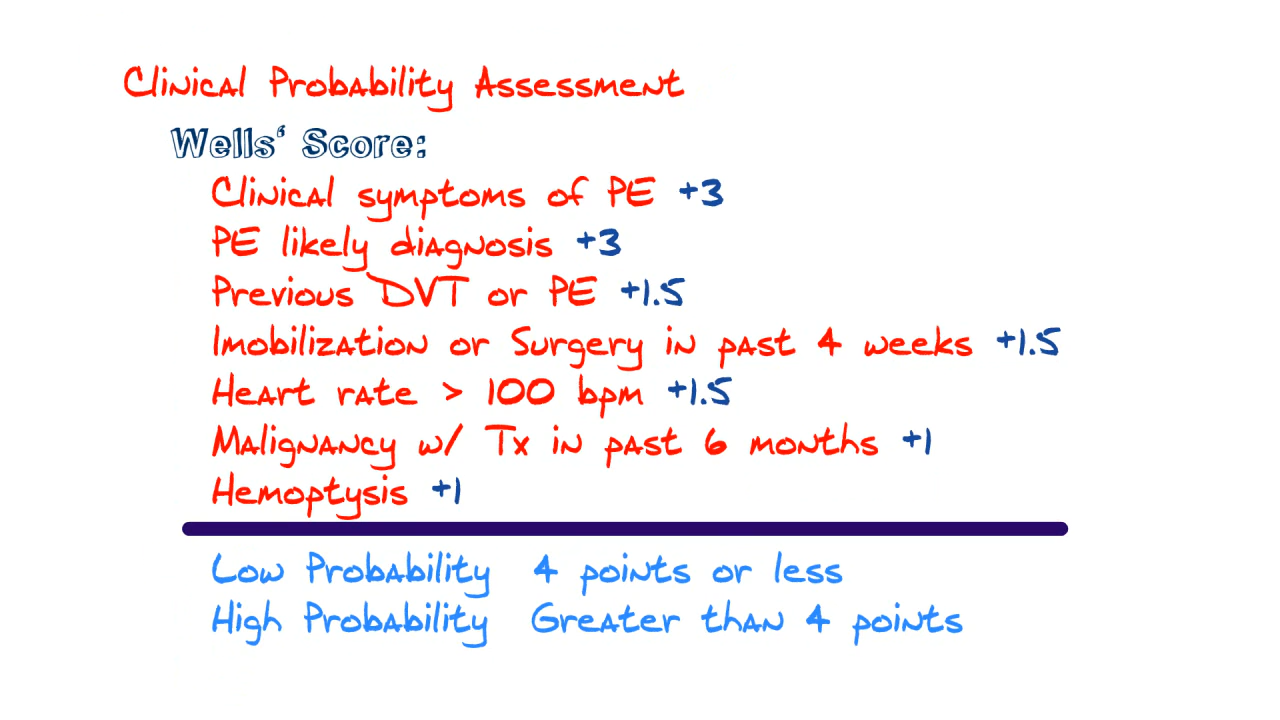 Clinical Probability Assessment
Wells' Score:
Clinical symptoms of PE +3
PE likely diagnosis +3
Previous DVT or PE +1.5
Imobilization or Surgery in past 4 weeks +1.5
Heart rate > 100 bpm +1.5
Malignancy w/ Tx in past 6 months +1
Hemoptysis +1
Low Probability 4 points or less
High Probability Greater than 4 points